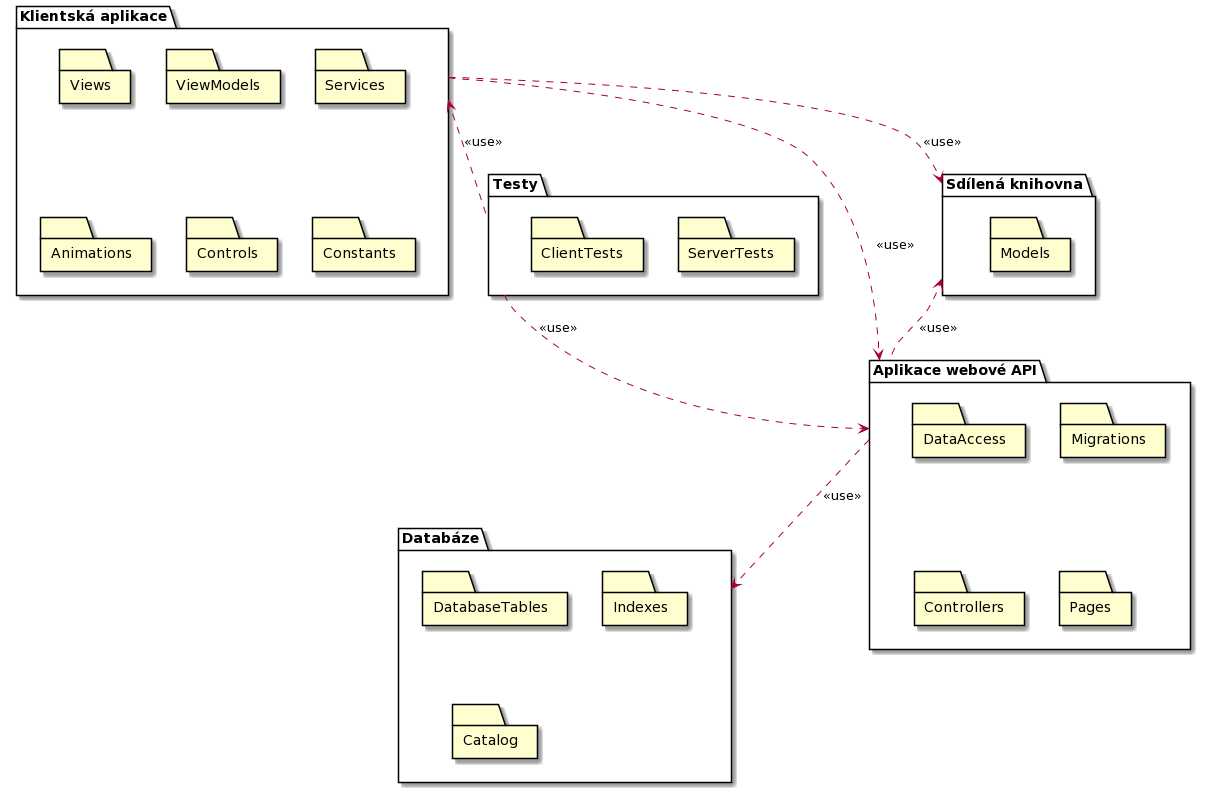 Klientská aplikace
Views
ViewModels
Services
Animations
Controls
Constants
«use»
«use»
«use»
Testy
ClientTests
ServerTests
Sdílená knihovna
Models
«use»
«use»
Aplikace webové API
DataAccess
Migrations
Controllers
Pages
«use»
Databáze
DatabaseTables
Indexes
Catalog